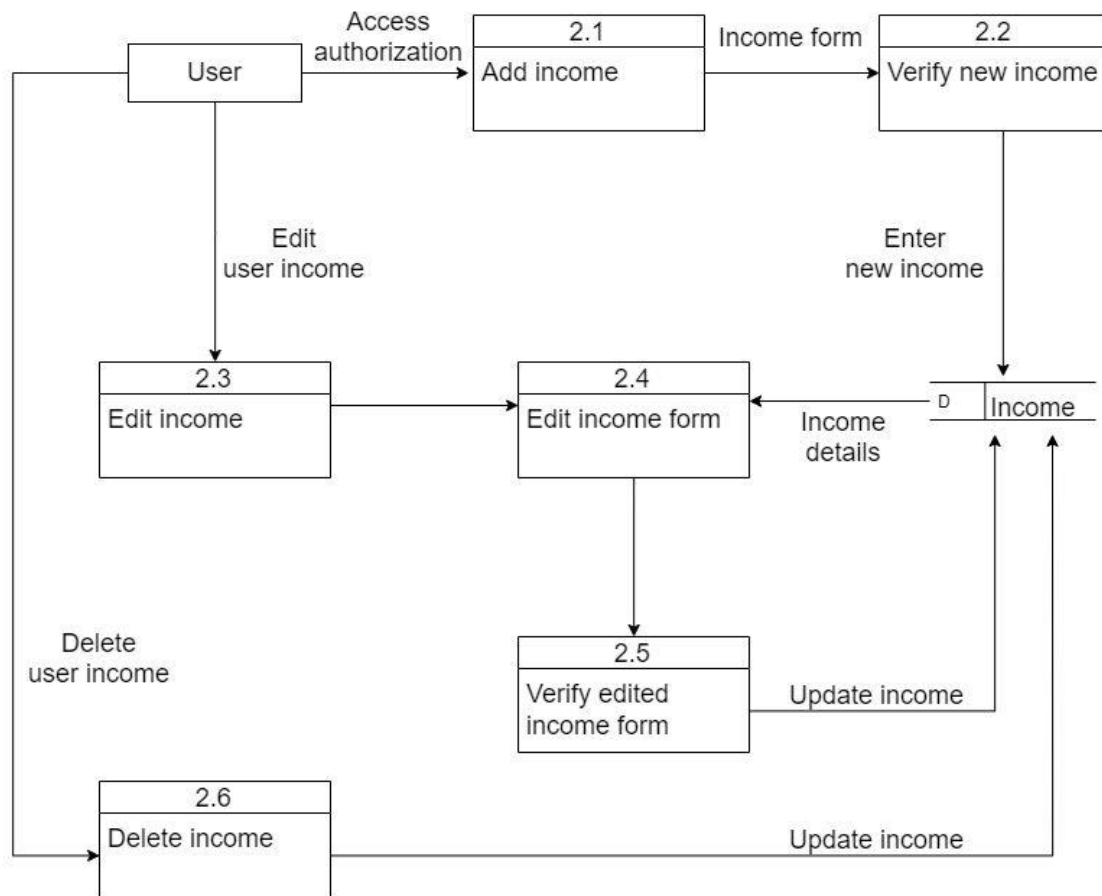 Access
authorization
2.1
Income form
2.2
User
Add income
Verify new income
Edit
user income
Enter
new income
2.3
2.4
Edit income
Edit income form
D
Income
Income
details
Delete
user income
2.5
Verify edited
income form
Update income
2.6
Delete income
Update income